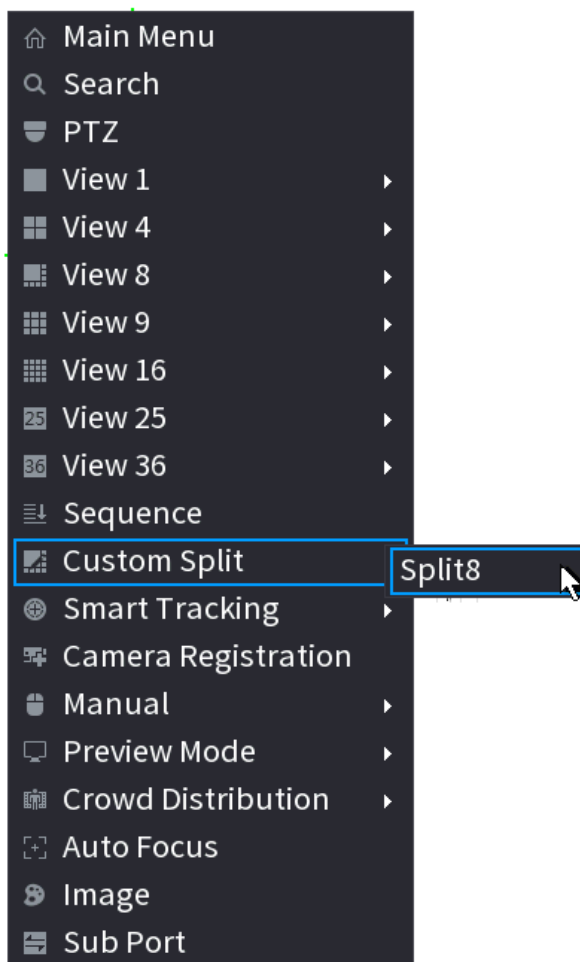 Main Menu
Search
PTZ
View 1
View 4
View 8
View 9
View 16
25 View 25
36 View 36
Sequence
Custom Split
Split8
Smart Tracking
Camera Registration
Manual
Preview Mode
Crowd Distribution
Auto Focus
Image
Sub Port